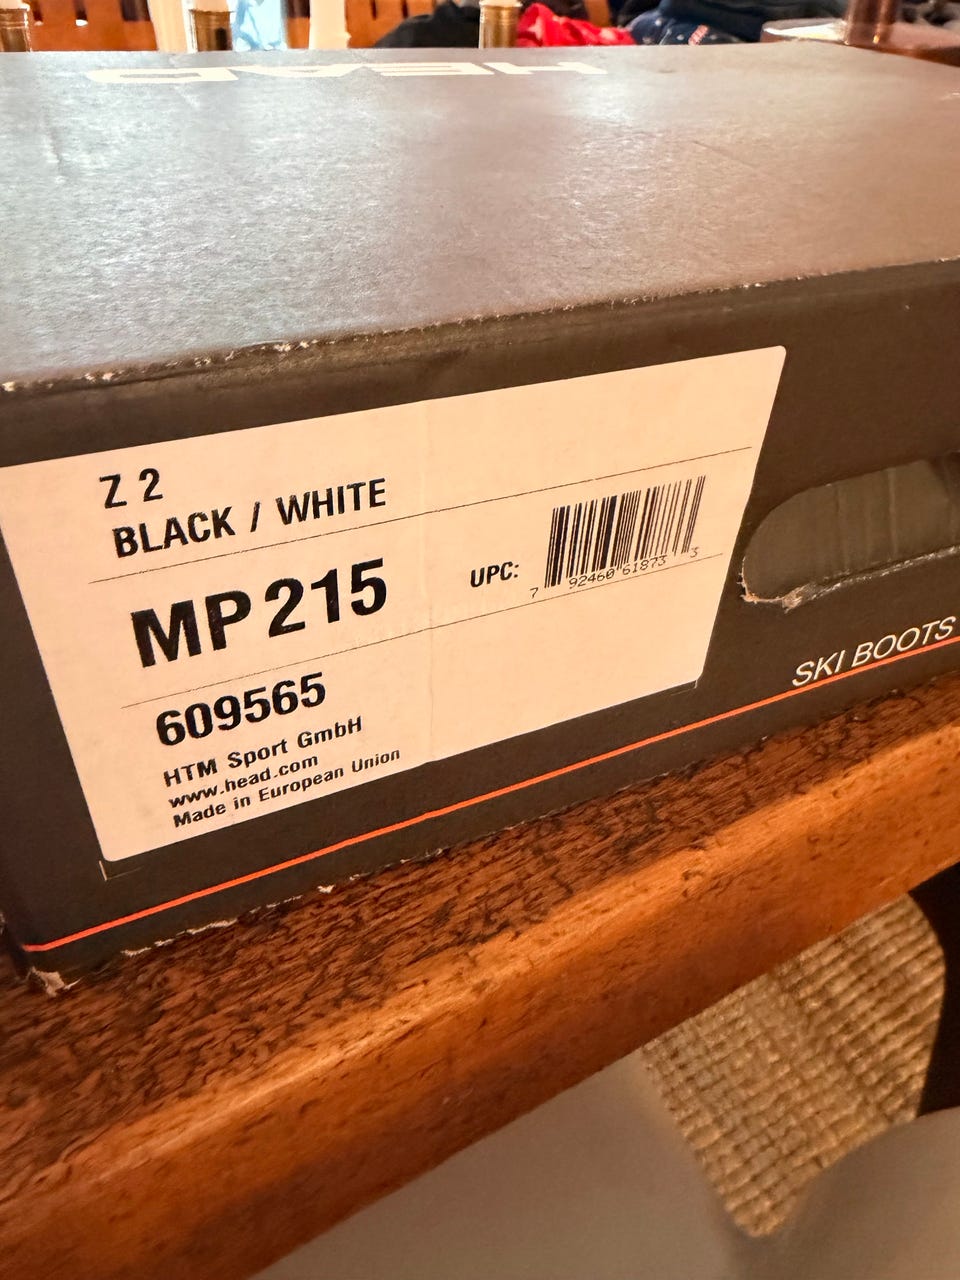 HEAD
Z 2
BLACK / WHITE
MP 215
UPC:
7 92460 61873 3
609565
HTM Sport GmbH
www.head.com
Made in European Union
SKI BOOTS